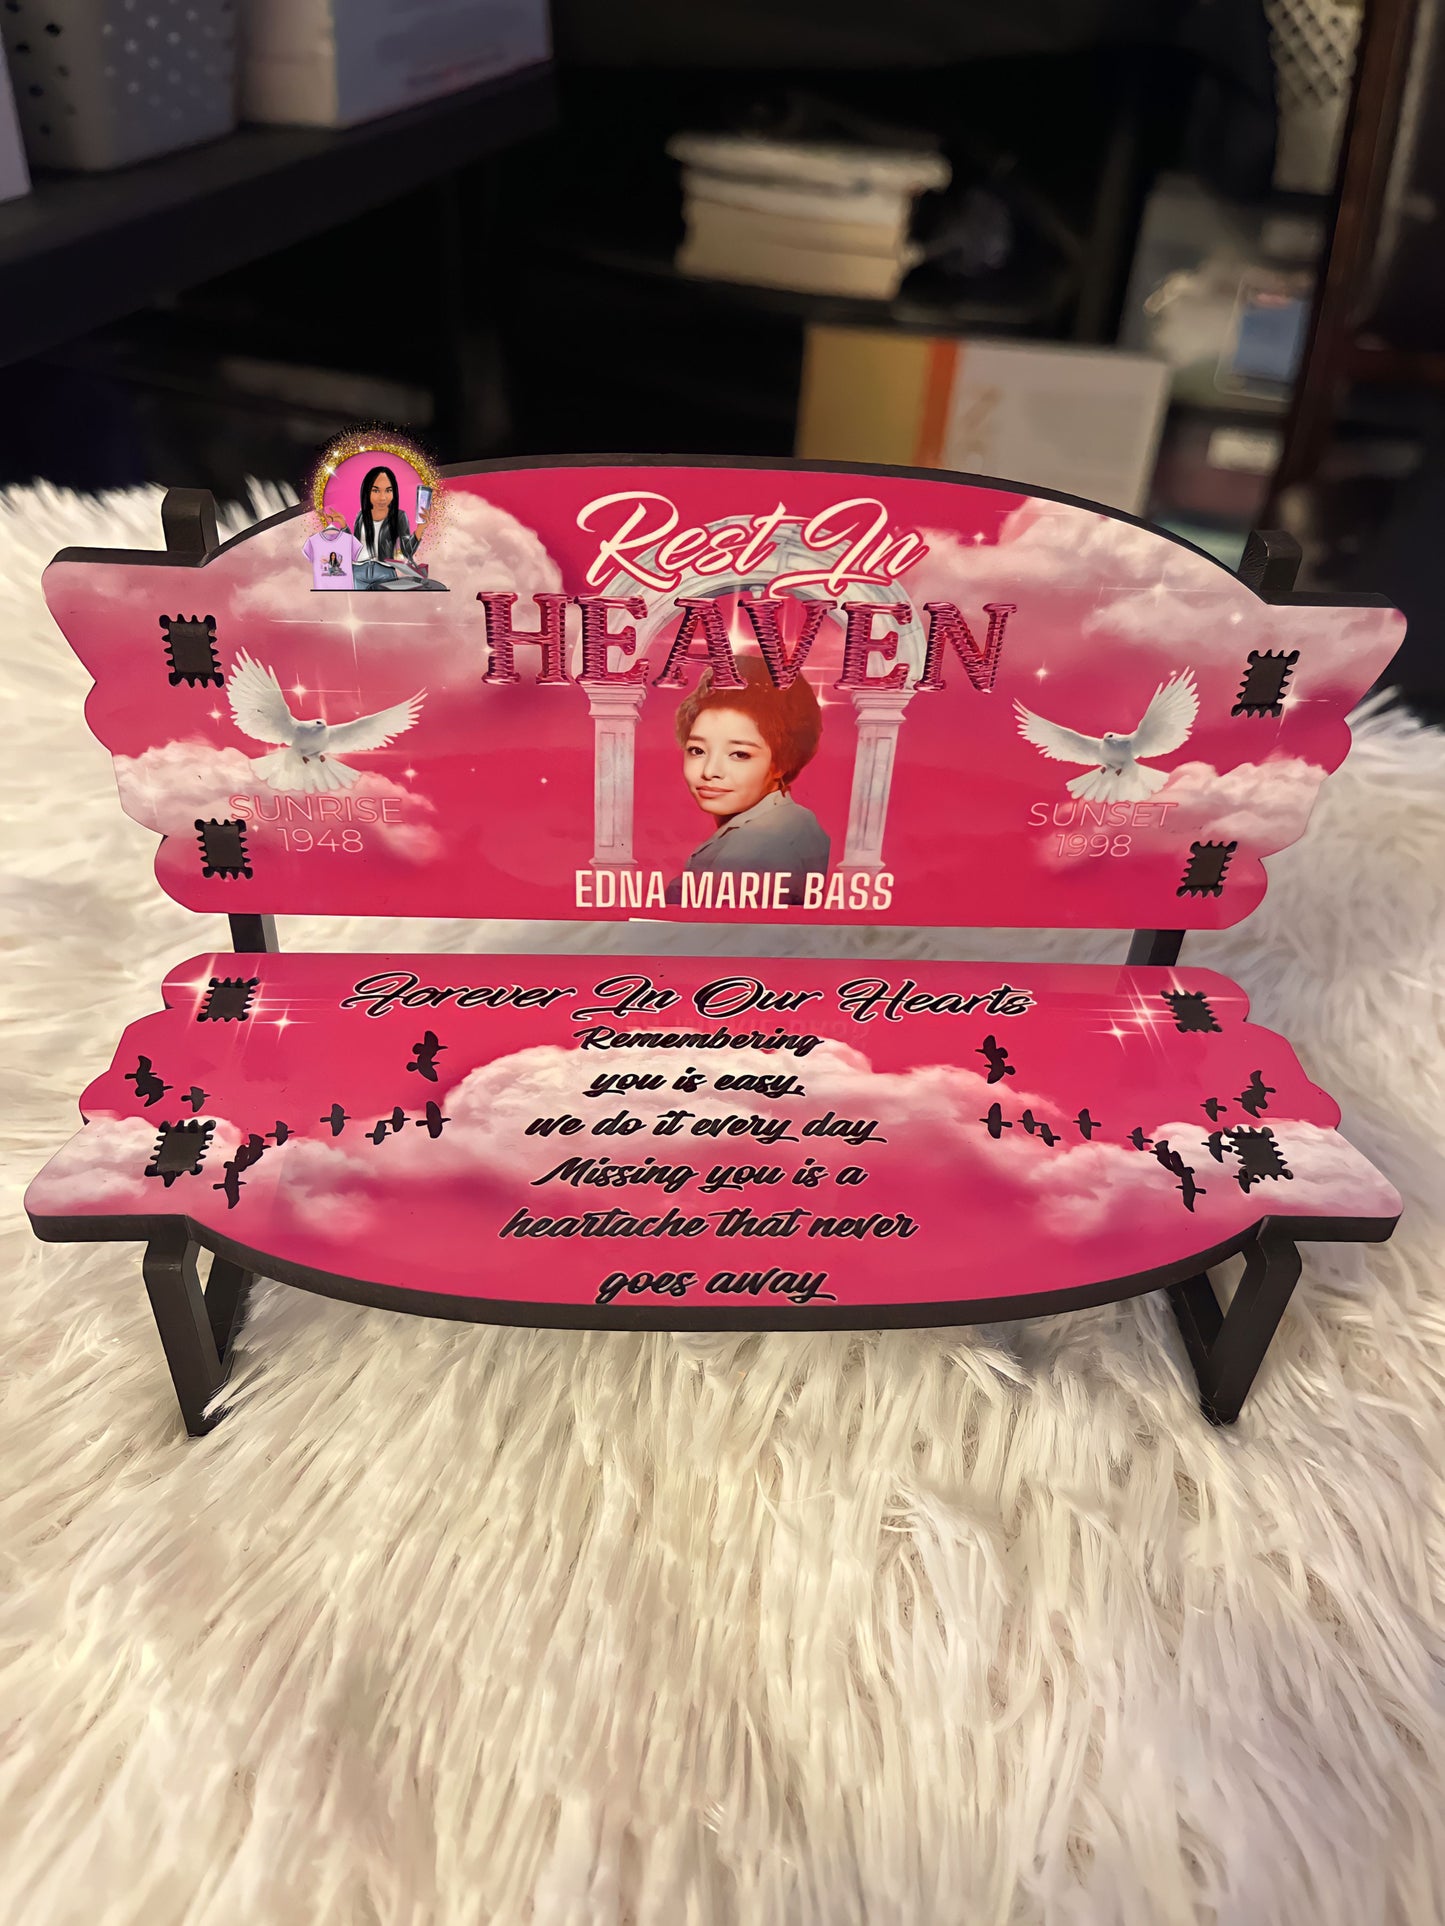 Rest In
HEAVEN
SUNRISE
1948
SUNSET
1998
EDNA MARIE BASS
Forever In Our Hearts
Remembering
you is easy,
we do it every day
Missing you is a
heartache that never
goes away